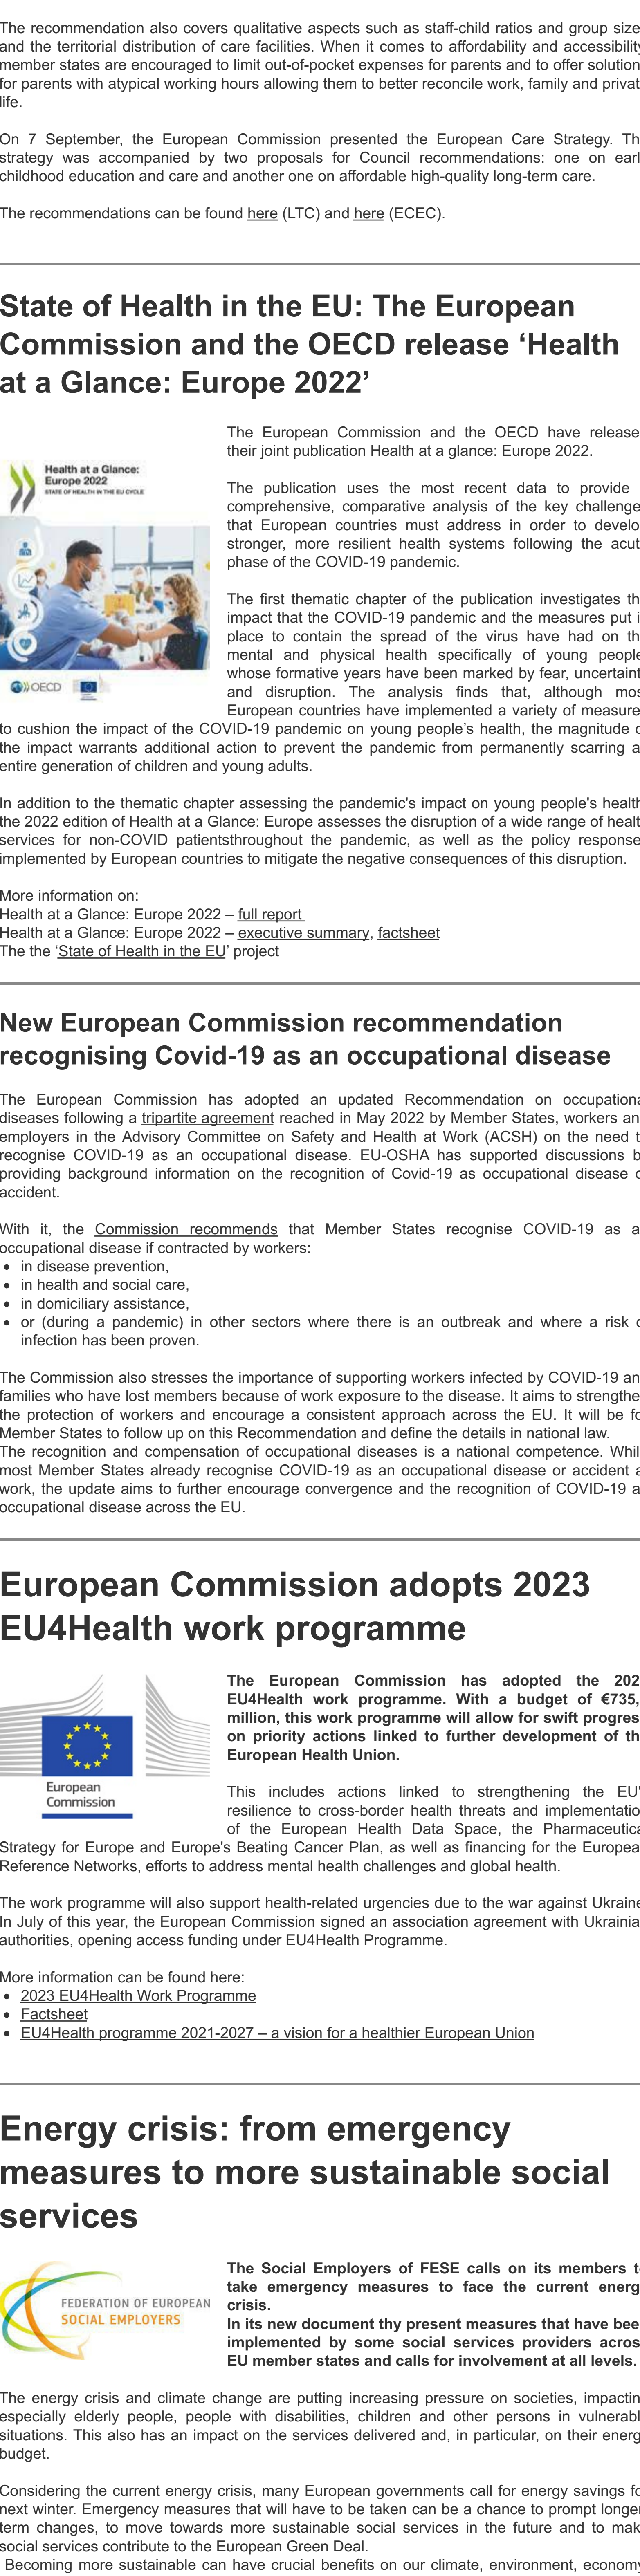 The recommendation also covers qualitative aspects such as staff-child ratios and group size
and the territorial distribution of care facilities. When it comes to affordability and accessibility
member states are encouraged to limit out-of-pocket expenses for parents and to offer solution
for parents with atypical working hours allowing them to better reconcile work, family and privat
life.
On 7 September, the European Commission presented the European Care Strategy. Th
strategy was accompanied by two proposals for Council recommendations: one on earl
childhood education and care and another one on affordable high-quality long-term care.
The recommendations can be found here (LTC) and here (ECEC).
State of Health in the EU: The European
Commission and the OECD release ‘Health
at a Glance: Europe 2022’
Health at a Glance:
Europe 2022
STATE OF HEALTH IN THE EU CYCLE
OECD
The European Commission and the OECD have release
their joint publication Health at a glance: Europe 2022.
The publication uses the most recent data to provide
comprehensive, comparative analysis of the key challenge
that European countries must address in order to develo
stronger, more resilient health systems following the acut
phase of the COVID-19 pandemic.
The first thematic chapter of the publication investigates th
impact that the COVID-19 pandemic and the measures put i
place to contain the spread of the virus have had on th
mental and physical health specifically of young people
whose formative years have been marked by fear, uncertaint
and disruption. The analysis finds that, although mos
European countries have implemented a variety of measure
to cushion the impact of the COVID-19 pandemic on young people’s health, the magnitude o
the impact warrants additional action to prevent the pandemic from permanently scarring a
entire generation of children and young adults.
In addition to the thematic chapter assessing the pandemic's impact on young people's health
the 2022 edition of Health at a Glance: Europe assesses the disruption of a wide range of healt
services for non-COVID patientsthroughout the pandemic, as well as the policy response
implemented by European countries to mitigate the negative consequences of this disruption.
More information on:
Health at a Glance: Europe 2022 – full report
Health at a Glance: Europe 2022 – executive summary, factsheet
The the ‘State of Health in the EU’ project
New European Commission recommendation
recognising Covid-19 as an occupational disease
The European Commission has adopted an updated Recommendation on occupationa
diseases following a tripartite agreement reached in May 2022 by Member States, workers an
employers in the Advisory Committee on Safety and Health at Work (ACSH) on the need t
recognise COVID-19 as an occupational disease. EU-OSHA has supported discussions b
providing background information on the recognition of Covid-19 as occupational disease o
accident.
With it, the Commission recommends that Member States recognise COVID-19 as a
occupational disease if contracted by workers:
• in disease prevention,
• in health and social care,
• in domiciliary assistance,
• or (during a pandemic) in other sectors where there is an outbreak and where a risk o
infection has been proven.
The Commission also stresses the importance of supporting workers infected by COVID-19 an
families who have lost members because of work exposure to the disease. It aims to strengthe
the protection of workers and encourage a consistent approach across the EU. It will be fo
Member States to follow up on this Recommendation and define the details in national law.
The recognition and compensation of occupational diseases is a national competence. Whil
most Member States already recognise COVID-19 as an occupational disease or accident a
work, the update aims to further encourage convergence and the recognition of COVID-19 a
occupational disease across the EU.
European Commission adopts 2023
EU4Health work programme
European
Commission
The European Commission has adopted the 202
EU4Health work programme. With a budget of €735,
million, this work programme will allow for swift progres
on priority actions linked to further development of th
European Health Union.
This includes actions linked to strengthening the EU'
resilience to cross-border health threats and implementatio
of the European Health Data Space, the Pharmaceutica
Strategy for Europe and Europe's Beating Cancer Plan, as well as financing for the Europea
Reference Networks, efforts to address mental health challenges and global health.
The work programme will also support health-related urgencies due to the war against Ukraine
In July of this year, the European Commission signed an association agreement with Ukrainia
authorities, opening access funding under EU4Health Programme.
More information can be found here:
• 2023 EU4Health Work Programme
• Factsheet
• EU4Health programme 2021-2027 – a vision for a healthier European Union
Energy crisis: from emergency
measures to more sustainable social
services
FEDERATION OF EUROPEAN
SOCIAL EMPLOYERS
The Social Employers of FESE calls on its members t
take emergency measures to face the current energ
crisis.
In its new document thy present measures that have bee
implemented by some social services providers acros
EU member states and calls for involvement at all levels.
The energy crisis and climate change are putting increasing pressure on societies, impactin
especially elderly people, people with disabilities, children and other persons in vulnerabl
situations. This also has an impact on the services delivered and, in particular, on their energ
budget.
Considering the current energy crisis, many European governments call for energy savings fo
next winter. Emergency measures that will have to be taken can be a chance to prompt longe
term changes, to move towards more sustainable social services in the future and to mak
social services contribute to the European Green Deal.
Becoming more sustainable can have crucial benefits on our climate, environment, economy